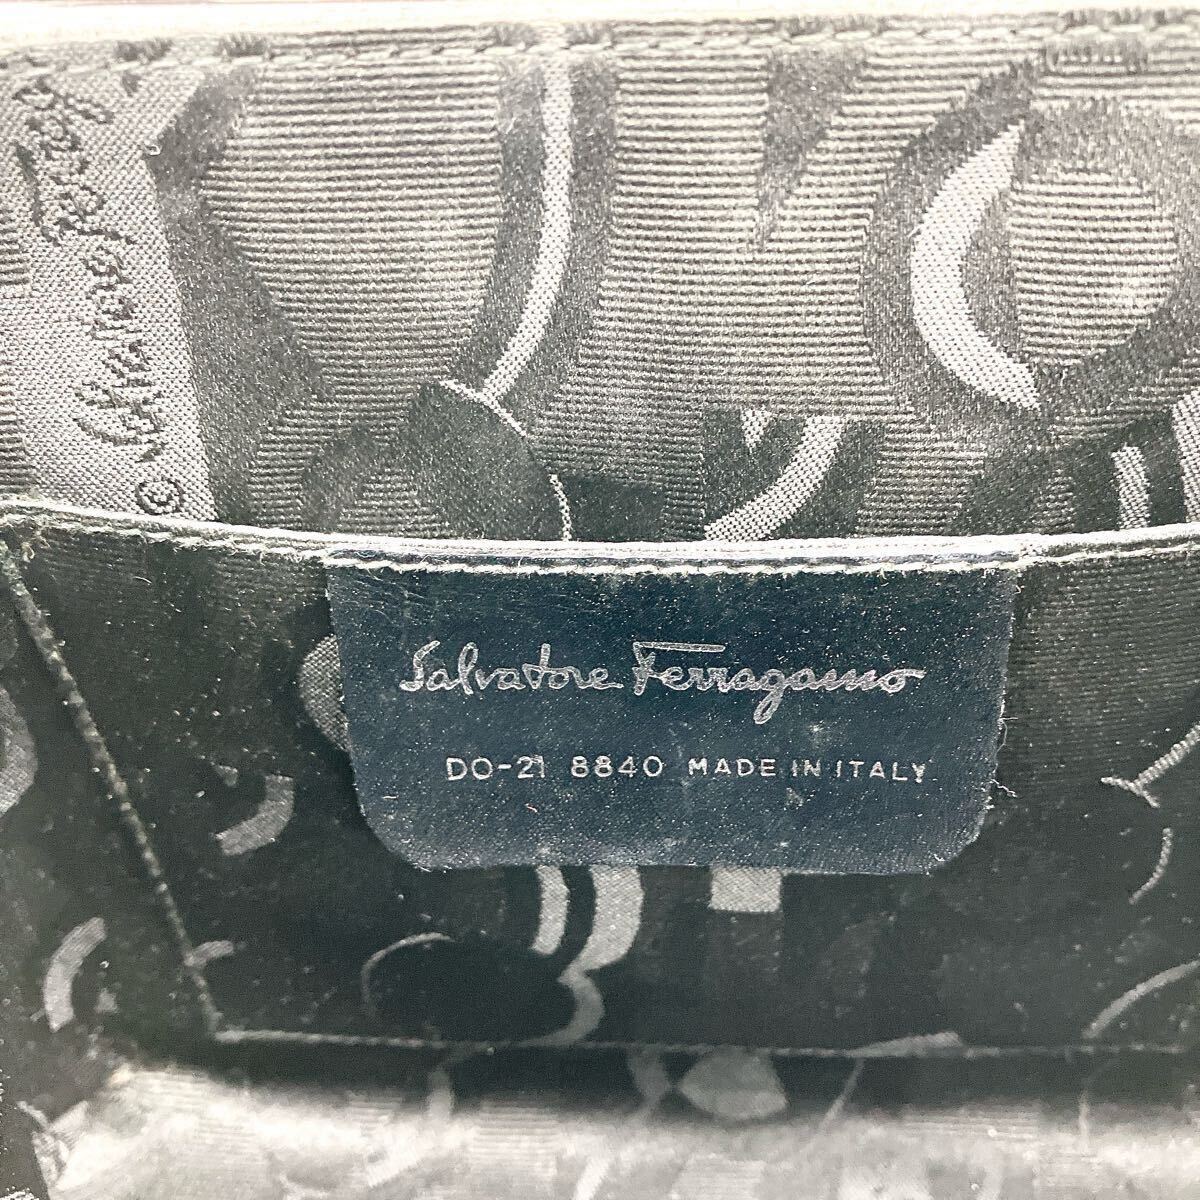 Salvatore Ferragamo
DO-21 8840 MADE IN ITALY
©